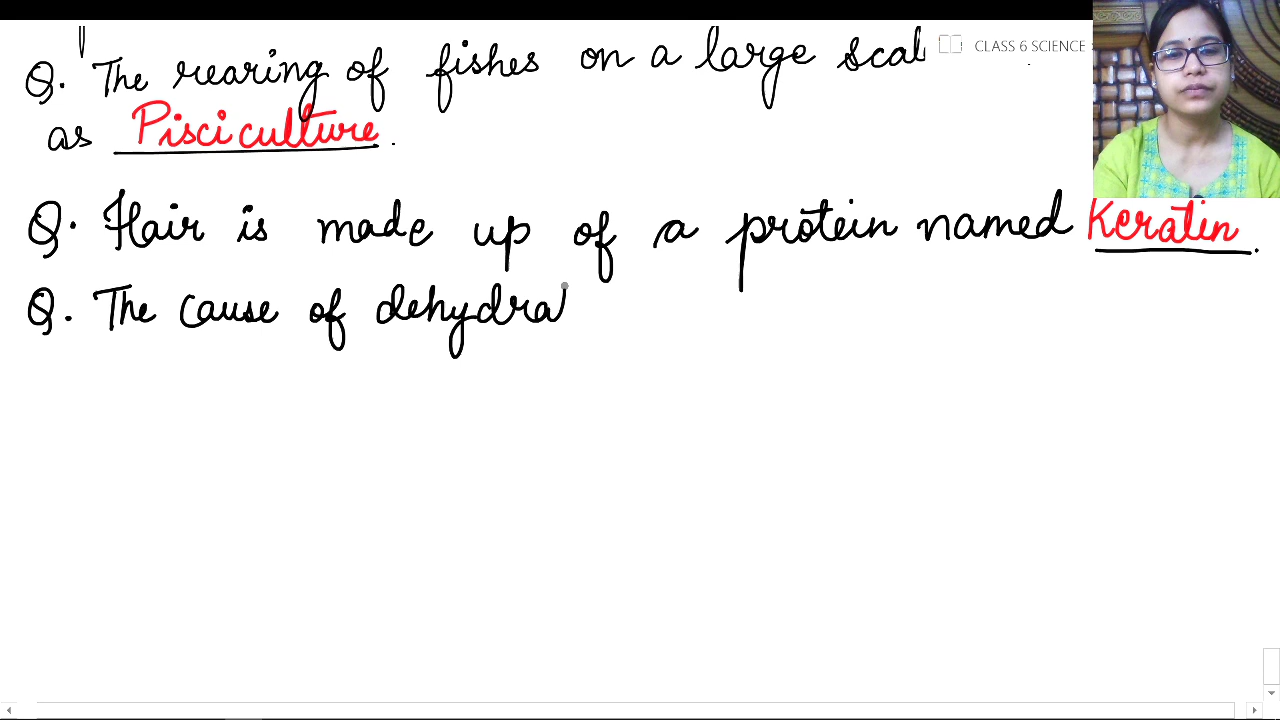 Q. The rearing of fishes on a large scal
CLASS 6 SCIENCE
as Pisciculture.
Q. Hair is made up of a protein named Keratin.
Q. The cause of dehydra